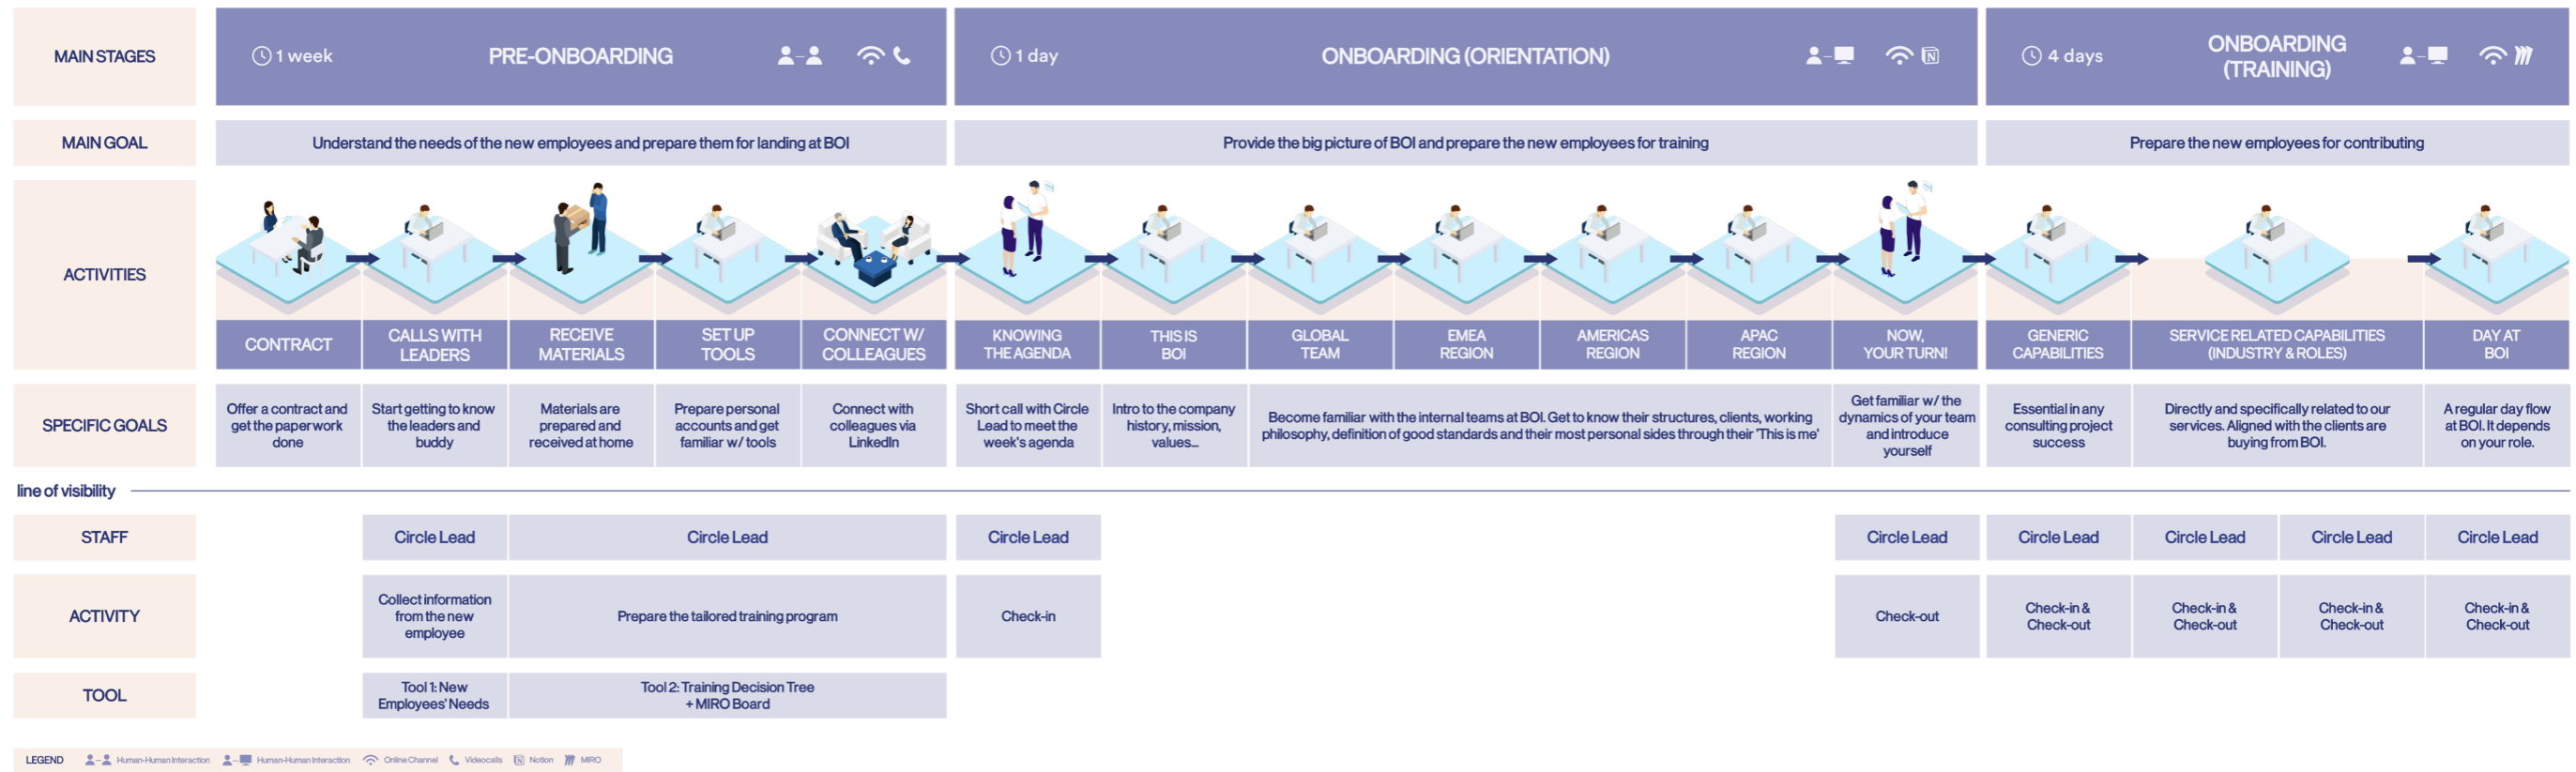 MAIN STAGES
1 week
PRE-ONBOARDING
1 day
ONBOARDING (ORIENTATION)
4 days
ONBOARDING
(TRAINING)
MAIN GOAL
Understand the needs of the new employees and prepare them for landing at BOI
Provide the big picture of BOI and prepare the new employees for training
Prepare the new employees for contributing
ACTIVITIES
CONTRACT
CALLS WITH
LEADERS
RECEIVE
MATERIALS
SET UP
TOOLS
CONNECT W/
COLLEAGUES
KNOWING
THE AGENDA
THIS IS
BOI
GLOBAL
TEAM
EMEA
REGION
AMERICAS
REGION
APAC
REGION
NOW,
YOUR TURN!
GENERIC
CAPABILITIES
SERVICE RELATED CAPABILITIES
(INDUSTRY & ROLES)
DAY AT
BOI
SPECIFIC GOALS
Offer a contract and
get the paperwork
done
Start getting to know
the leaders and
buddy
Materials are
prepared and
received at home
Prepare personal
accounts and get
familiar w/ tools
Connect with
colleagues via
LinkedIn
Short call with Circle
Lead to meet the
week's agenda
Intro to the company
history, mission,
values...
Become familiar with the internal teams at BOI. Get to know their structures, clients, working
philosophy, definition of good standards and their most personal sides through their 'This is me'
Get familiar w/ the
dynamics of your team
and introduce
yourself
Essential in any
consulting project
success
Directly and specifically related to our
services. Aligned with the clients are
buying from BOI.
A regular day flow
at BOI. It depends
on your role.
line of visibility
STAFF
Circle Lead
Circle Lead
Circle Lead
Circle Lead
Circle Lead
Circle Lead
Circle Lead
Circle Lead
ACTIVITY
Collect information
from the new
employee
Prepare the tailored training program
Check-in
Check-out
Check-in &
Check-out
Check-in &
Check-out
Check-in &
Check-out
Check-in &
Check-out
TOOL
Tool 1: New
Employees' Needs
Tool 2: Training Decision Tree
+ MIRO Board
LEGEND
Human-Human Interaction
Human-Human Interaction
Online Channel
Videocalls
Notion
MIRO